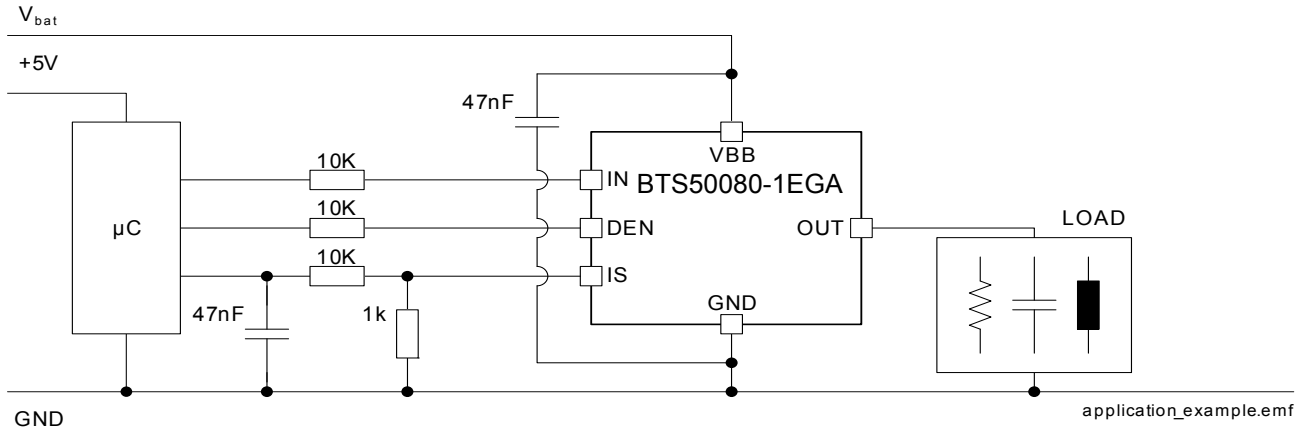 Vbat
+5V
47nF
VBB
10K
IN
BTS50080-1EGA
10K
DEN
µC
OUT
LOAD
10K
IS
47nF
1k
GND
GND
application_example.emf